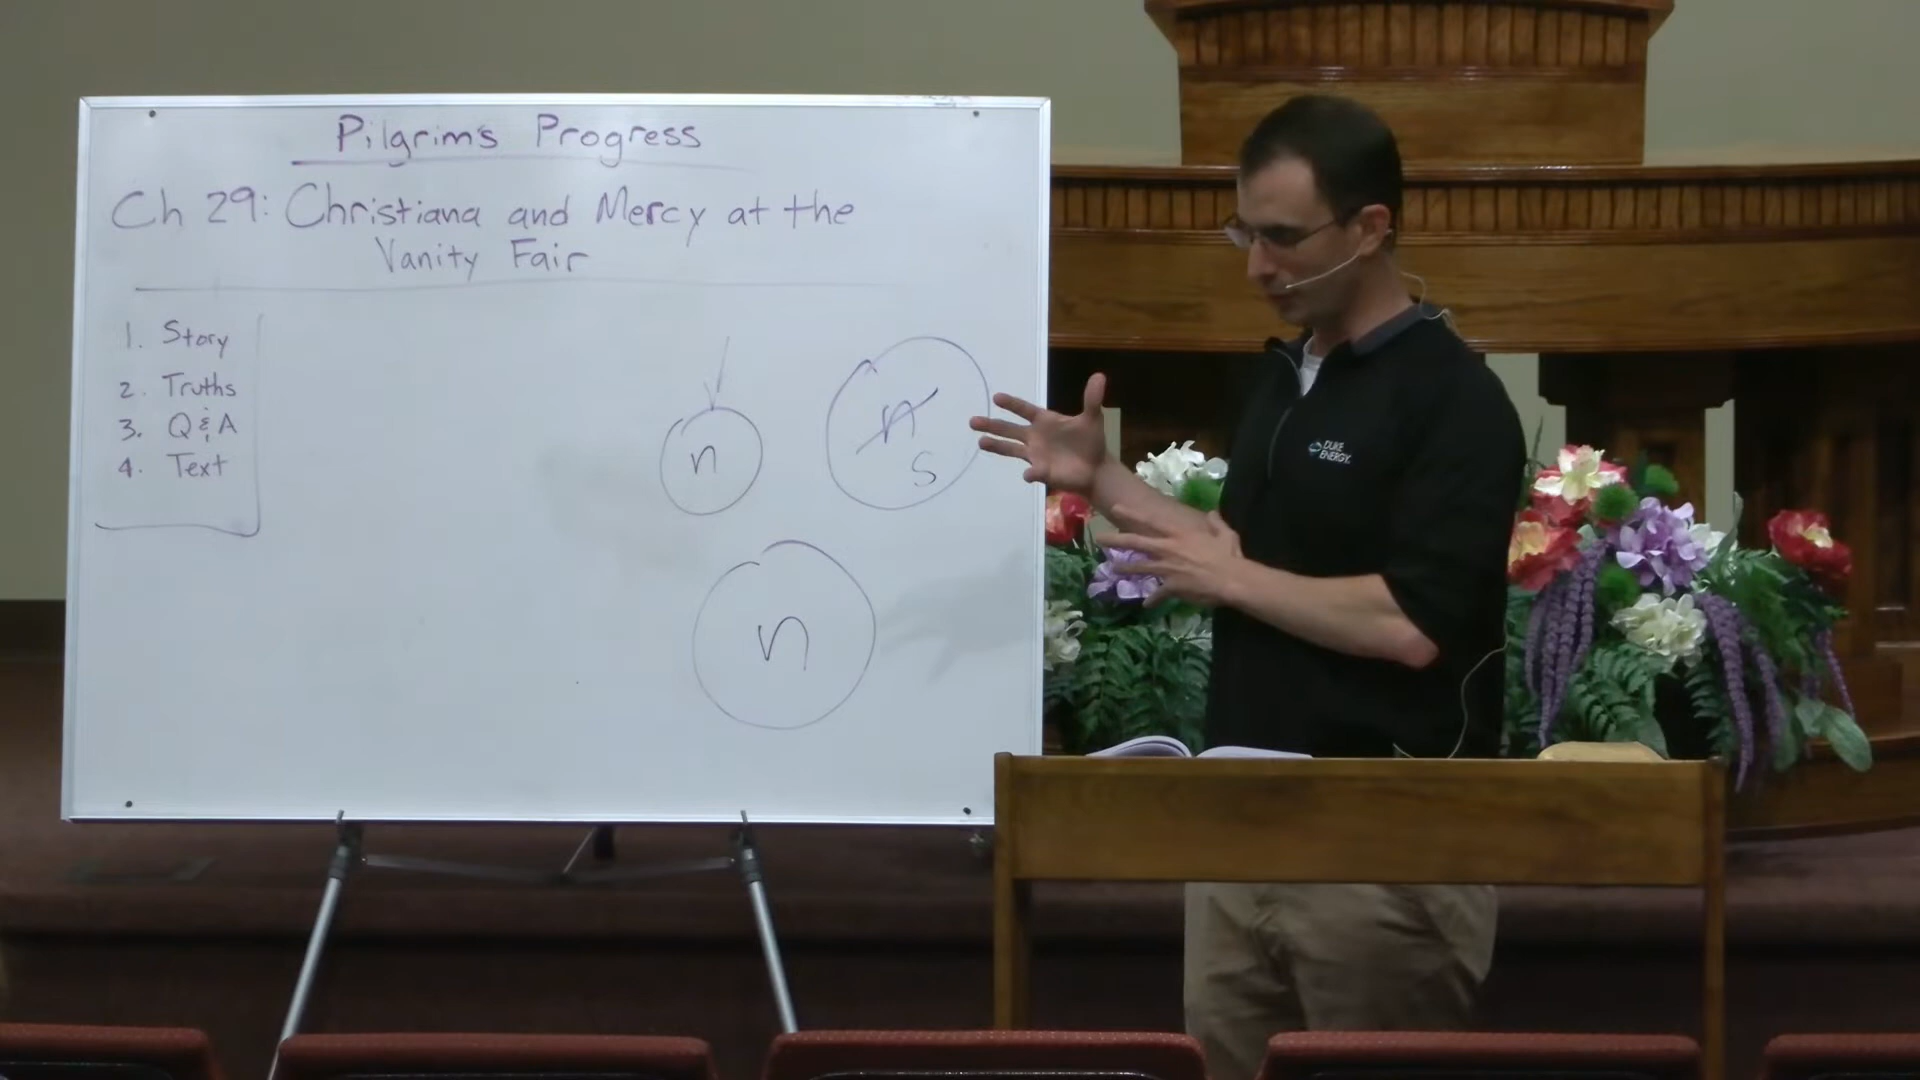 Pilgrim's Progress
Ch 29: Christiana and Mercy at the
Vanity Fair
1. Story
2. Truths
3. Q & A
4. Text
n
n
s
n
DUKE
ENERGY.